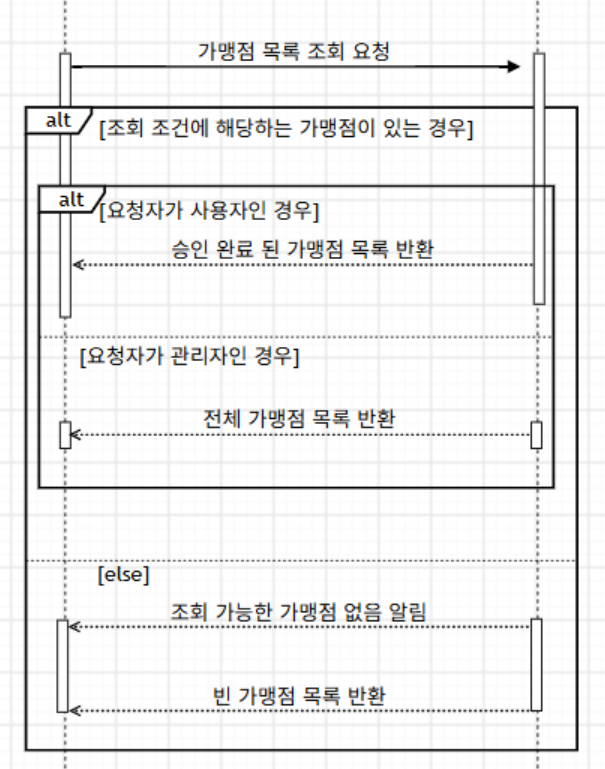 가맹점 목록 조회 요청
alt
[조회 조건에 해당하는 가맹점이 있는 경우]
alt
[요청자가 사용자인 경우]
승인 완료 된 가맹점 목록 반환
[요청자가 관리자인 경우]
전체 가맹점 목록 반환
[else]
조회 가능한 가맹점 없음 알림
빈 가맹점 목록 반환